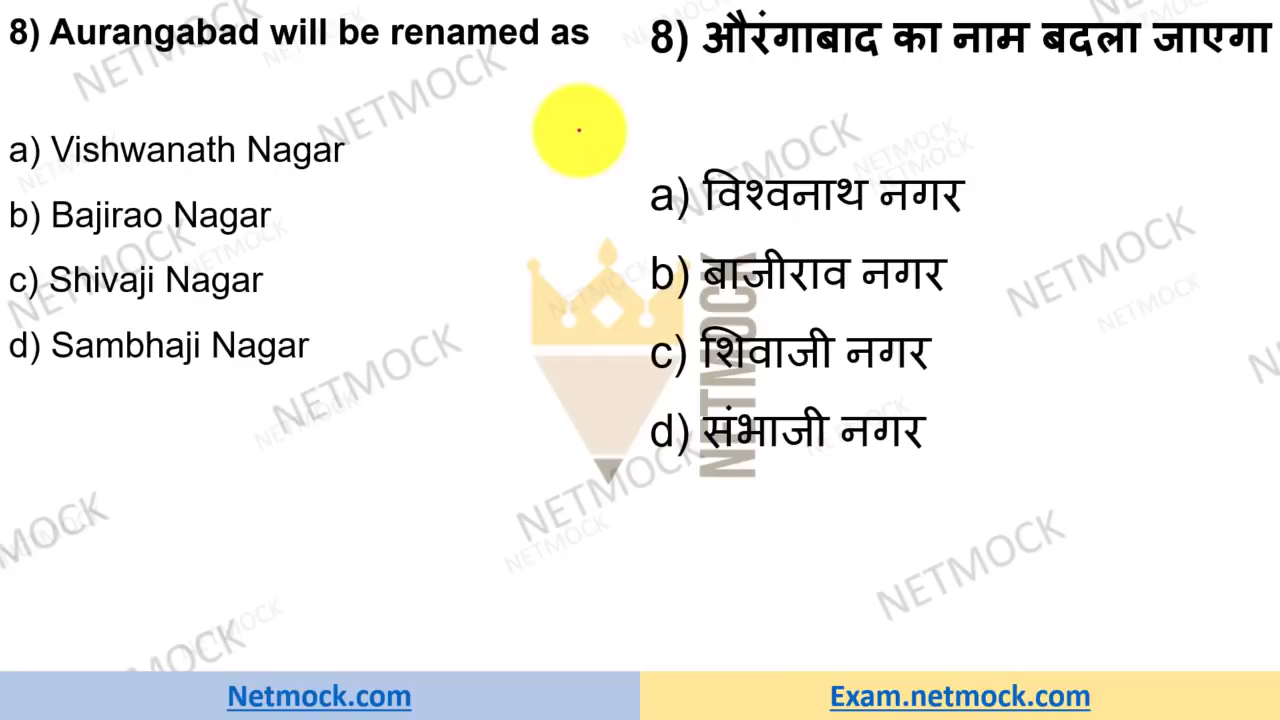 8) Aurangabad will be renamed as
a) Vishwanath Nagar
b) Bajirao Nagar
c) Shivaji Nagar
d) Sambhaji Nagar
8) औरंगाबाद का नाम बदला जाएगा
a) विश्वनाथ नगर
b) बाजीराव नगर
c) शिवाजी नगर
d) संभाजी नगर
NETMOCK
Netmock.com
Exam.netmock.com